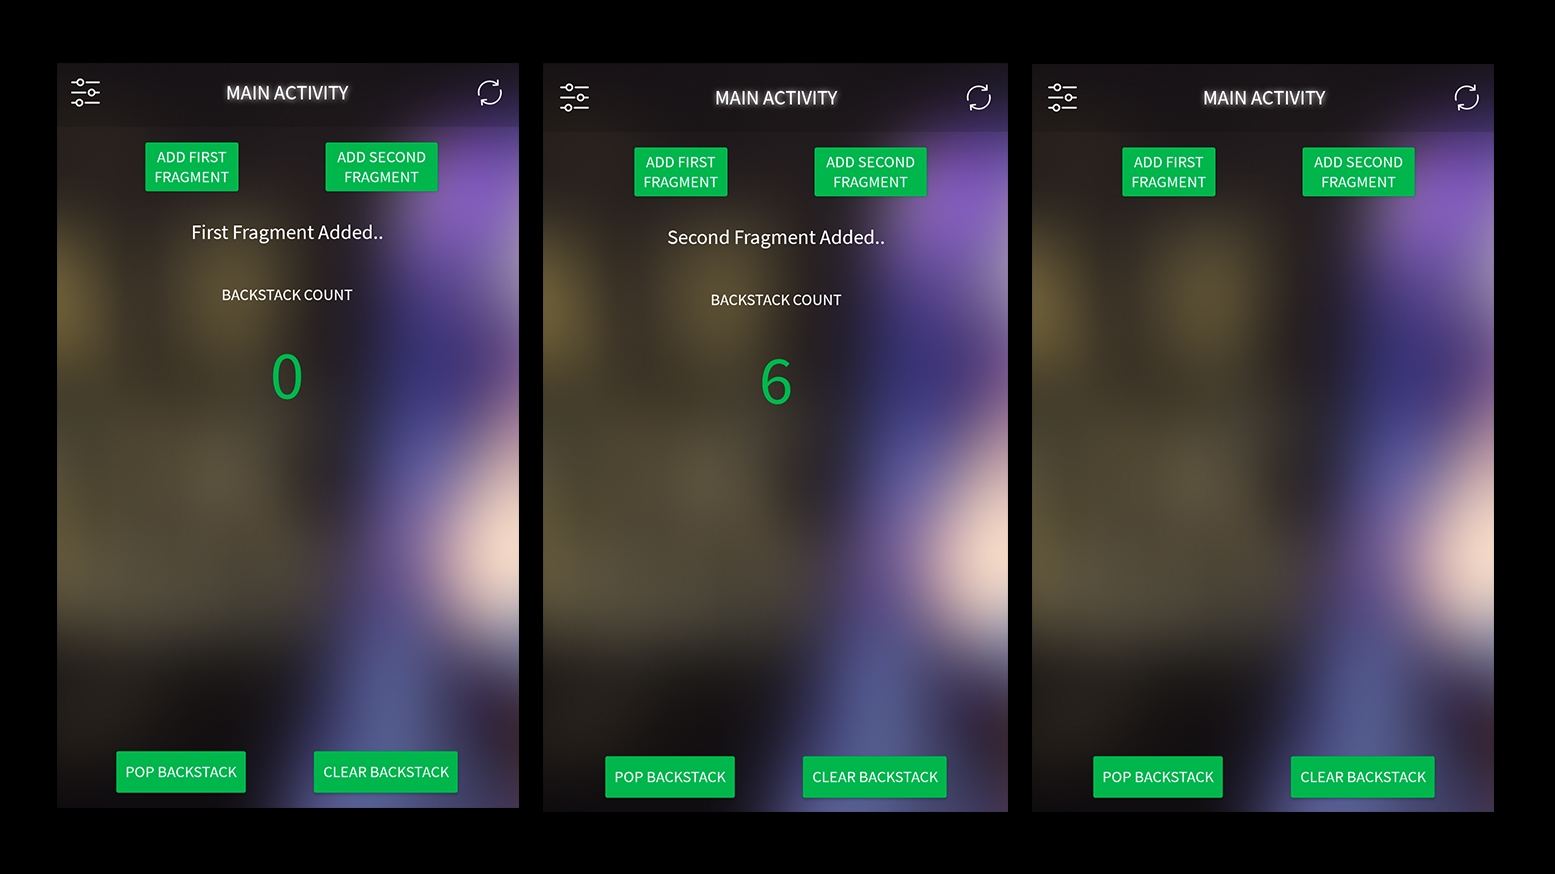 MAIN ACTIVITY
ADD FIRST
FRAGMENT
ADD SECOND
FRAGMENT
First Fragment Added..
BACKSTACK COUNT
0
POP BACKSTACK
CLEAR BACKSTACK
MAIN ACTIVITY
ADD FIRST
FRAGMENT
ADD SECOND
FRAGMENT
Second Fragment Added..
BACKSTACK COUNT
6
POP BACKSTACK
CLEAR BACKSTACK
MAIN ACTIVITY
ADD FIRST
FRAGMENT
ADD SECOND
FRAGMENT
POP BACKSTACK
CLEAR BACKSTACK